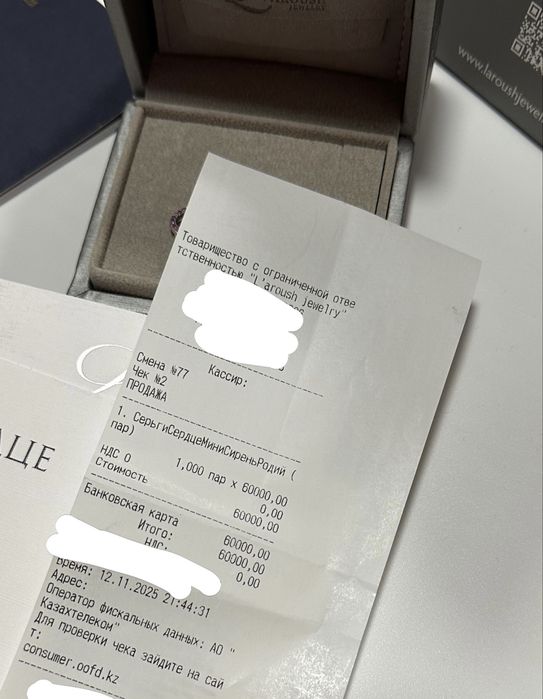 LAROUSH
JEWELRY
www.laroushjewel
Товарищество с ограниченной отве
тственностью "L'aroush jewelry"
Кассир:
Смена №77
Чек №2
ПРОДАЖА
1. СерьгиСердцеМиниСиреньРодий (
пар)
1,000 пар x 60000,00
НДС 0 0,00
Стоимость 60000,00
Банковская карта 60000,00
Итого: 60000,00
НДС: 0,00
Время: 12.11.2025 21:44:31
Адрес:
Оператор фискальных данных: АО "
Казахтелеком"
Для проверки чека зайдите на сай
т:
consumer.oofd.kz